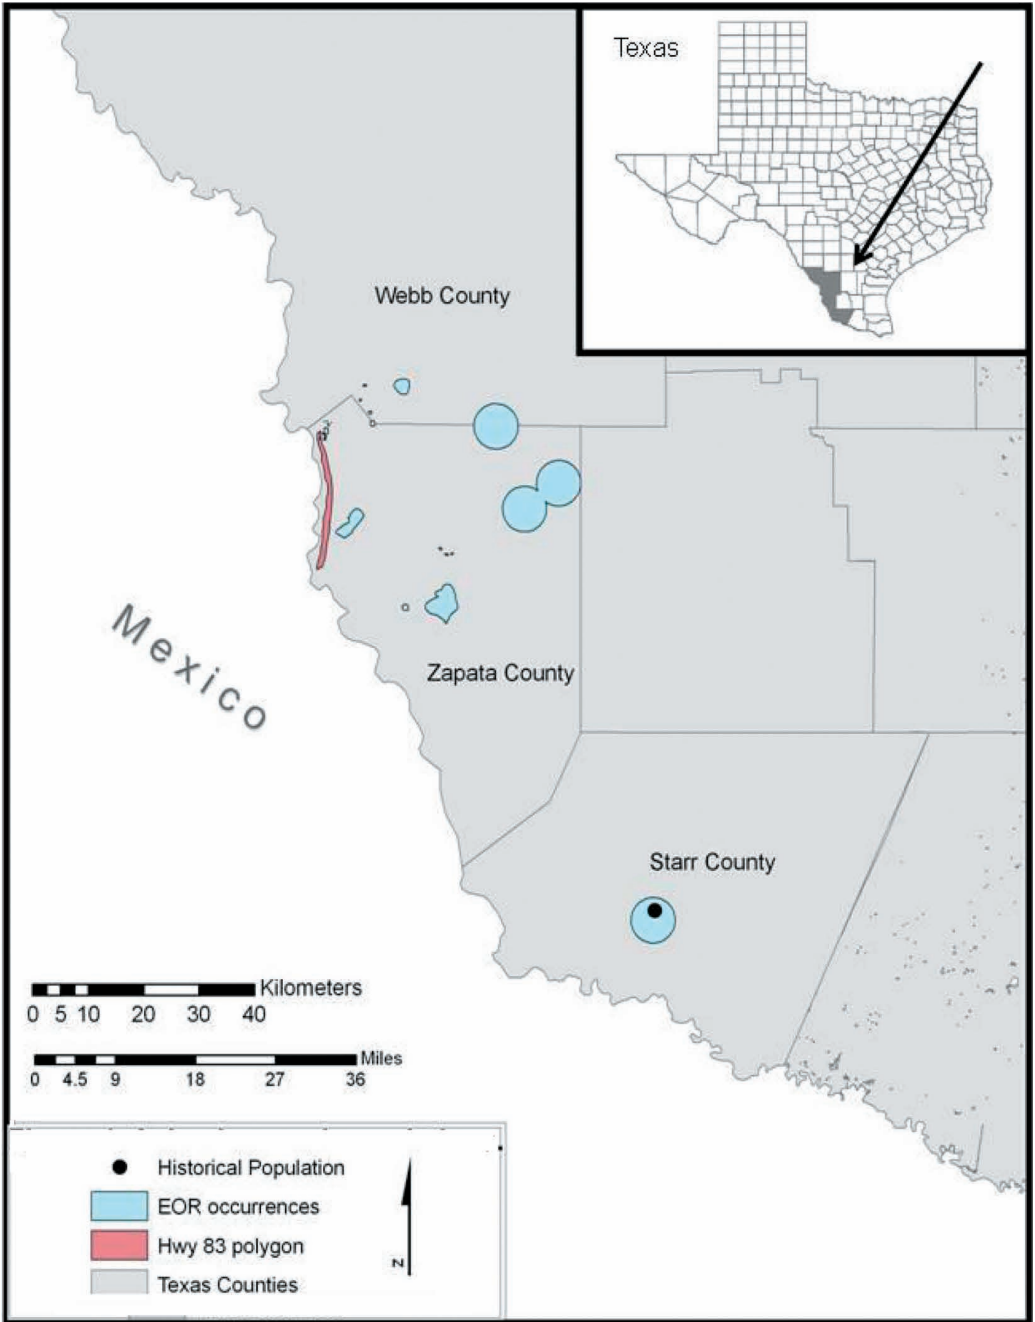 Texas
Webb County
Mexico
Zapata County
Starr County
Kilometers
0 5 10 20 30 40
Miles
0 4.5 9 18 27 36
Historical Population
EOR occurrences
Hwy 83 polygon
Texas Counties
N